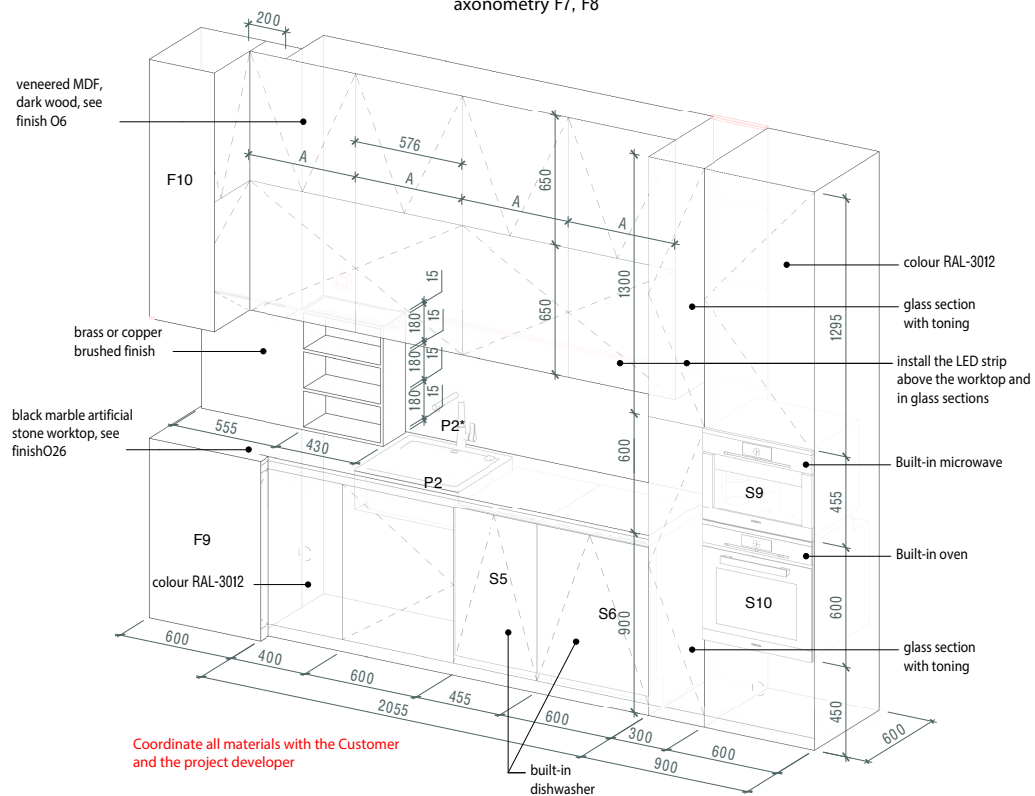 axonometry F7, F8
200
veneered MDF,
dark wood, see
finish O6
F10
576
A
A
A
A
650
650
1300
1295
colour RAL-3012
glass section
with toning
install the LED strip
above the worktop and
in glass sections
brass or copper
brushed finish
15
180
15
180
15
180
15
black marble artificial
stone worktop, see
finishO26
555
430
P2*
P2
600
Built-in microwave
S9
455
Built-in oven
F9
colour RAL-3012
S5
S6
900
S10
600
glass section
with toning
450
600
400
600
455
2055
600
300
600
900
600
Coordinate all materials with the Customer
and the project developer
built-in
dishwasher